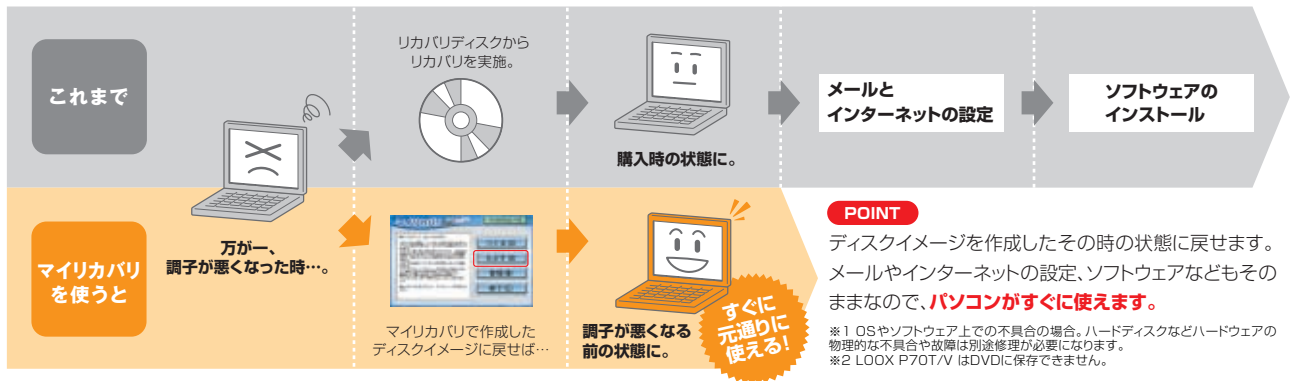 これまで
リカバリディスクから
リカバリを実施。
購入時の状態に。
メールと
インターネットの設定
ソフトウェアの
インストール
万が一、
調子が悪くなった時…。
マイリカバリ
を使うと
マイリカバリで作成した
ディスクイメージに戻せば…
調子が悪くなる
前の状態に。
すぐに
元通りに
使える!
POINT
ディスクイメージを作成したその時の状態に戻せます。
メールやインターネットの設定、ソフトウェアなどもその
ままなので、パソコンがすぐに使えます。
※1 OSやソフトウェア上での不具合の場合。ハードディスクなどハードウェアの
物理的な不具合や故障は別途修理が必要になります。
※2 LOOX P70T/V はDVDに保存できません。